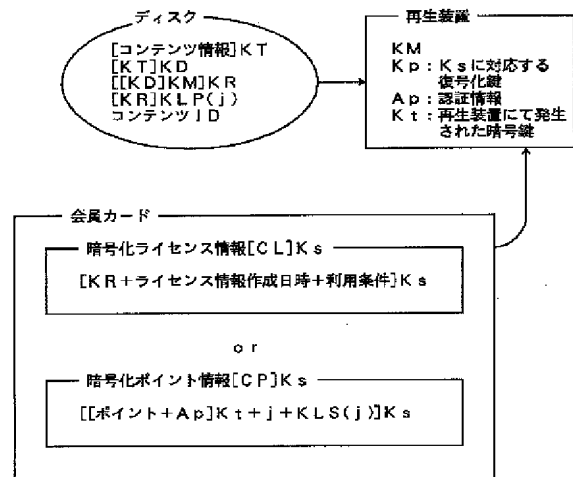 ディスク
[コンテンツ情報]KT
[KT]KD
[[KD]KM]KR
[KR]KLP(j)
コンテンツID
再生装置
KM
Kp:Ksに対応する
復号化鍵
Ap:認証情報
Kt:再生装置にて発生
された暗号鍵
会員カード
暗号化ライセンス情報[CL]Ks
[KR+ライセンス情報作成日時+利用条件]Ks
or
暗号化ポイント情報[CP]Ks
[[ポイント+Ap]Kt+j+KLS(j)]Ks